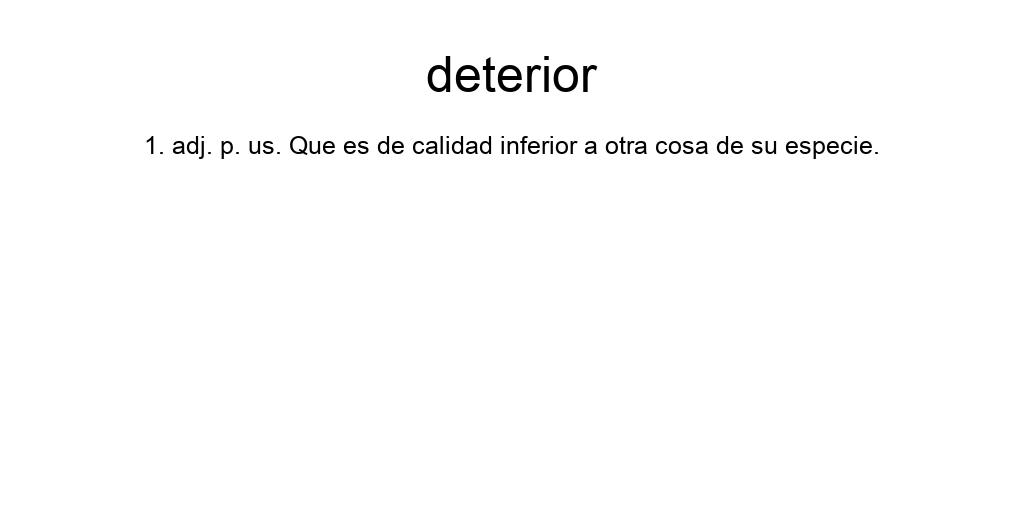 deterior
1. adj. p. us. Que es de calidad inferior a otra cosa de su especie.